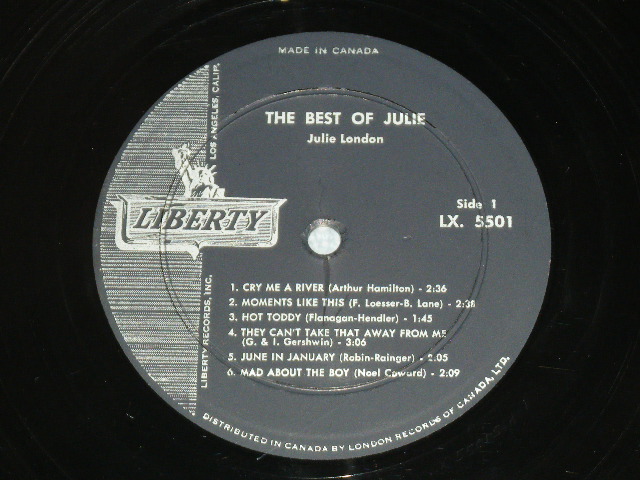 MADE IN CANADA
THE BEST OF JULIE
Julie London
LOS ANGELES, CALIF.
LIBERTY
LIBERTY RECORDS, INC.
Side 1
LX. 5501
1. CRY ME A RIVER (Arthur Hamilton) - 2:36
2. MOMENTS LIKE THIS (F. Loesser-B. Lane) - 2:38
3. HOT TODDY (Flanagan-Hendler) - 1:45
4. THEY CAN'T TAKE THAT AWAY FROM ME
(G. & I. Gershwin) - 3:06
5. JUNE IN JANUARY (Robin-Rainger) - 2:05
6. MAD ABOUT THE BOY (Noel Coward) - 2:09
DISTRIBUTED IN CANADA BY LONDON RECORDS OF CANADA, LTD.